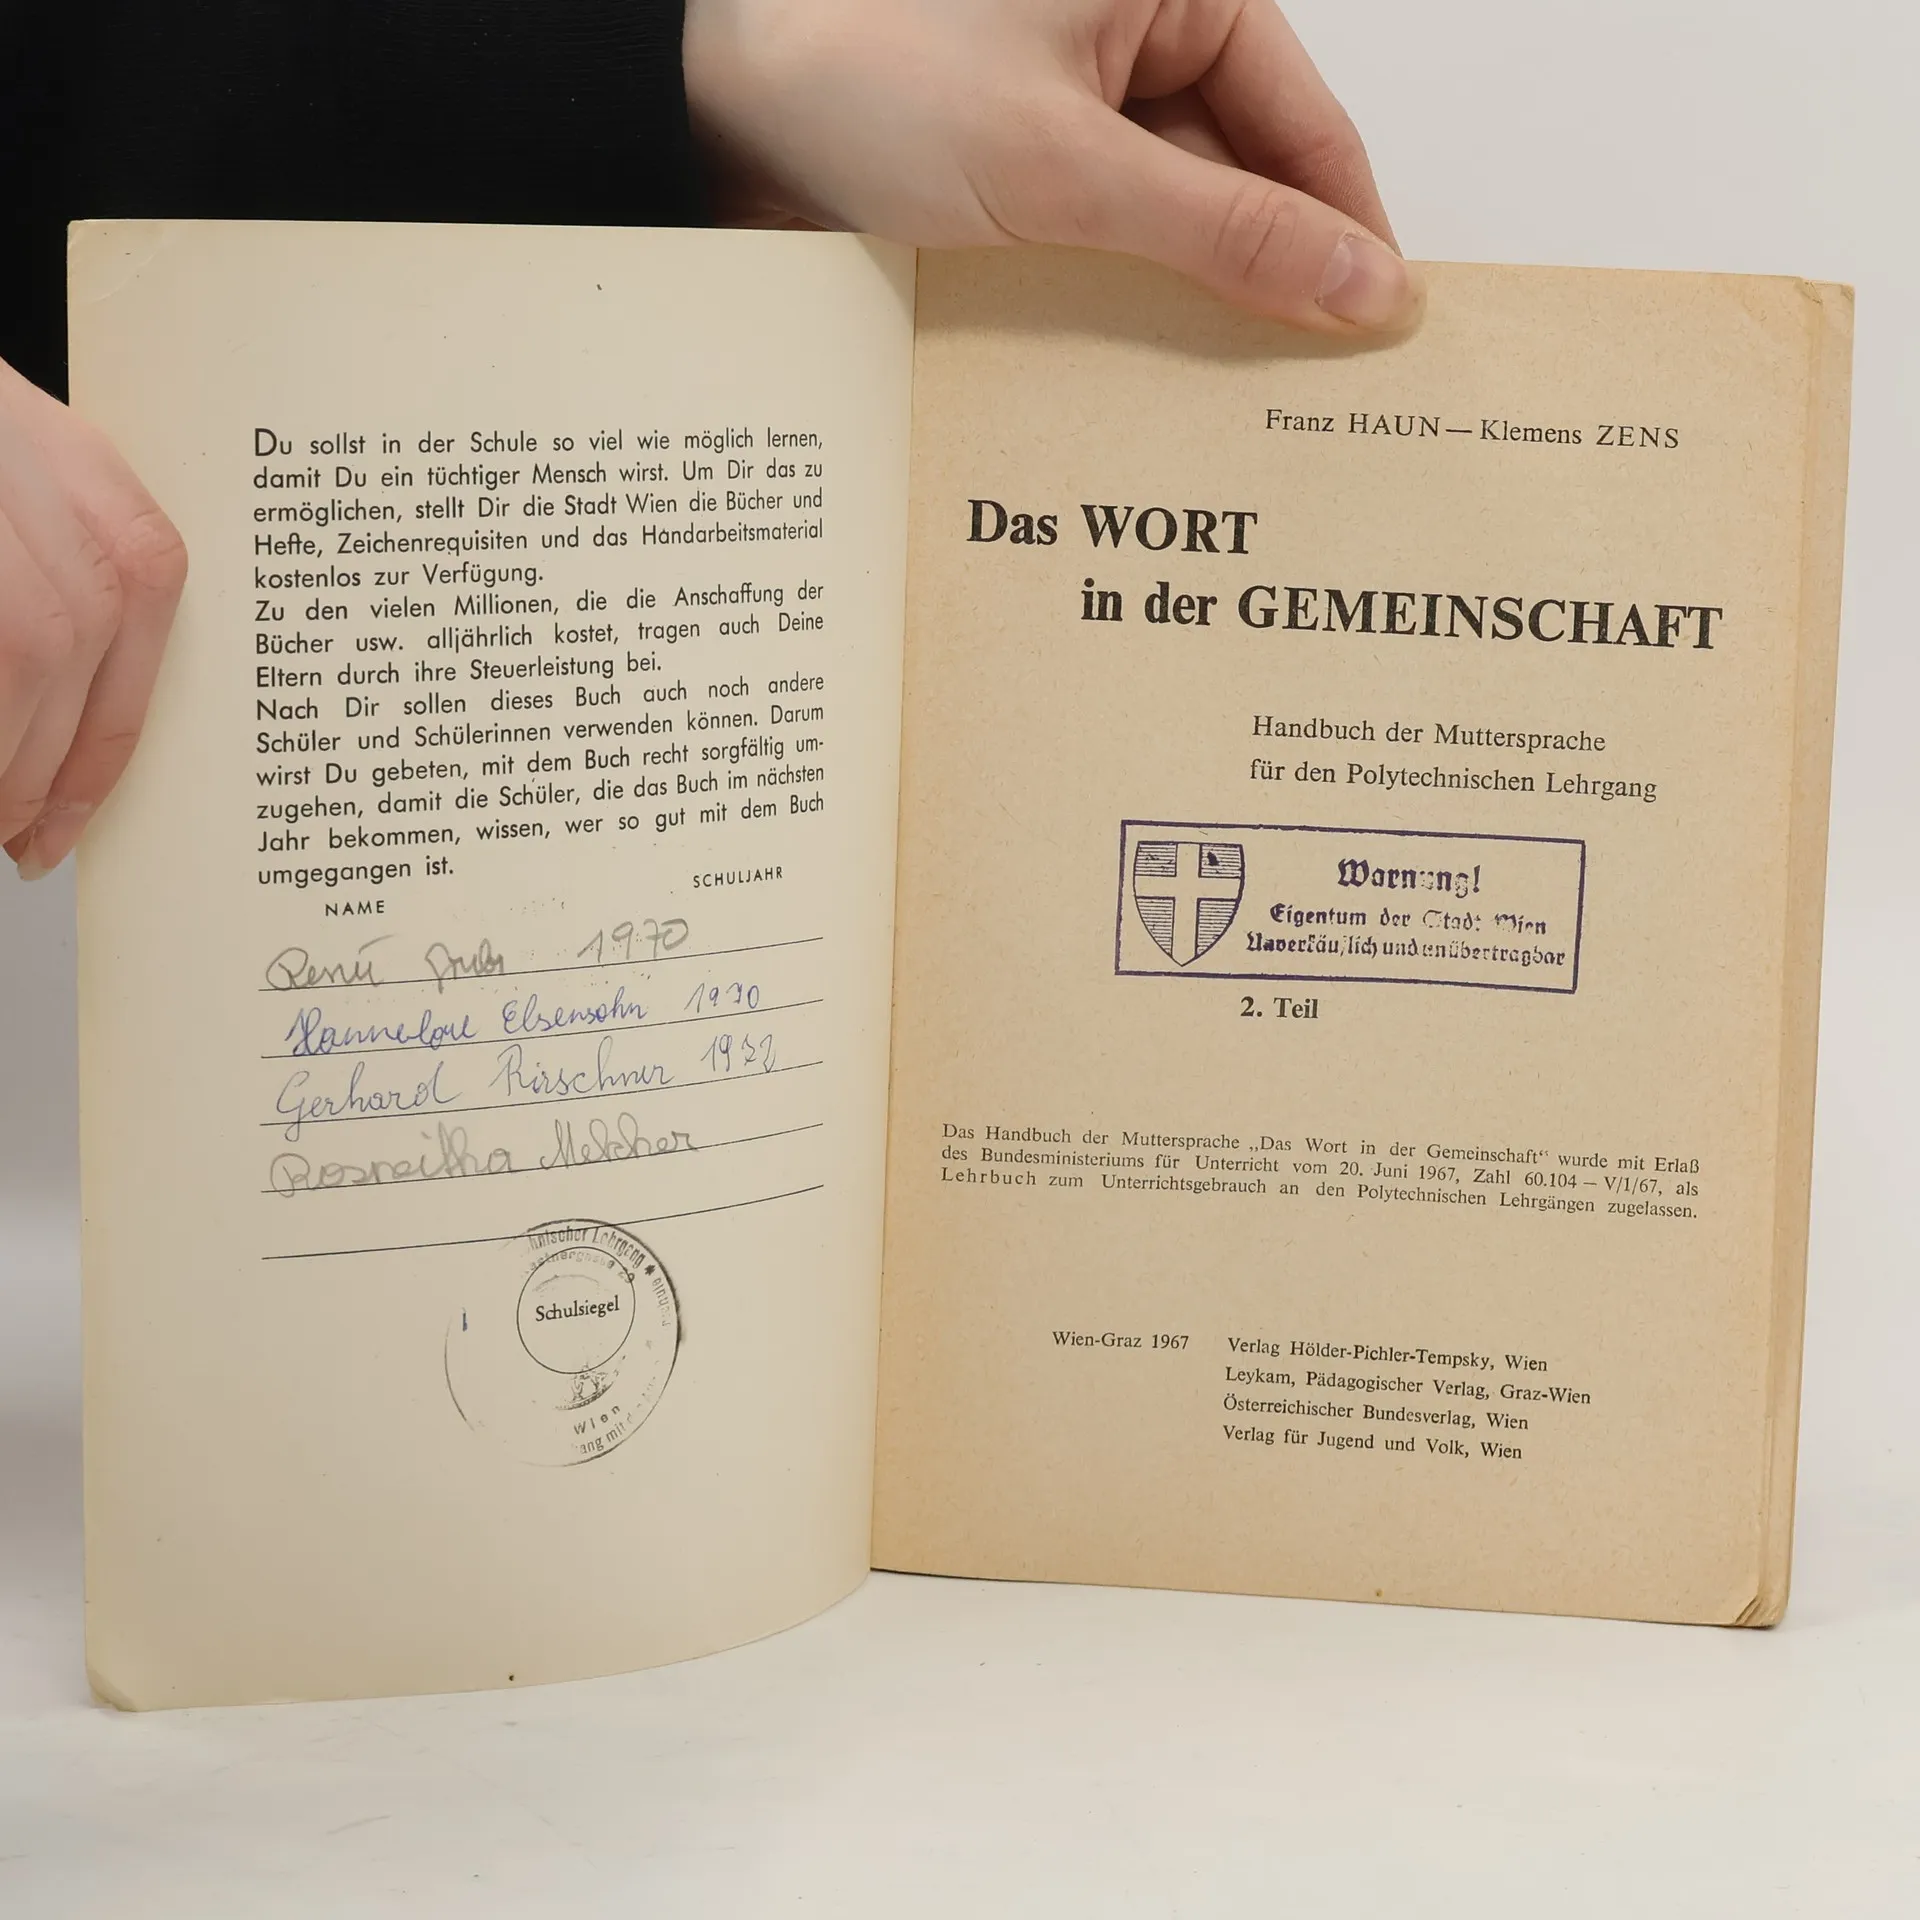 Du sollst in der Schule so viel wie möglich lernen,
damit Du ein tüchtiger Mensch wirst. Um Dir das zu
ermöglichen, stellt Dir die Stadt Wien die Bücher und
Hefte, Zeichenrequisiten und das Handarbeitsmaterial
kostenlos zur Verfügung.
Zu den vielen Millionen, die die Anschaffung der
Bücher usw. alljährlich kostet, tragen auch Deine
Eltern durch ihre Steuerleistung bei.
Nach Dir sollen dieses Buch auch noch andere
Schüler und Schülerinnen verwenden können. Darum
wirst Du gebeten, mit dem Buch recht sorgfältig um-
zugehen, damit die Schüler, die das Buch im nächsten
Jahr bekommen, wissen, wer so gut mit dem Buch
umgegangen ist.
NAME SCHULJAHR
1970
Hannelore Elsensohn 1970
Gerhard Kirschner 1972
Melcher
Lehrgang
29
Schulsiegel
Wien
Franz HAUN — Klemens ZENS
Das WORT
in der GEMEINSCHAFT
Handbuch der Muttersprache
für den Polytechnischen Lehrgang
Warnung!
Eigentum der Stadt Wien
Unverkäuflich und unübertragbar
2. Teil
Das Handbuch der Muttersprache „Das Wort in der Gemeinschaft“ wurde mit Erlaß
des Bundesministeriums für Unterricht vom 20. Juni 1967, Zahl 60.104 – V/1/67, als
Lehrbuch zum Unterrichtsgebrauch an den Polytechnischen Lehrgängen zugelassen.
Wien-Graz 1967 Verlag Hölder-Pichler-Tempsky, Wien
Leykam, Pädagogischer Verlag, Graz-Wien
Österreichischer Bundesverlag, Wien
Verlag für Jugend und Volk, Wien